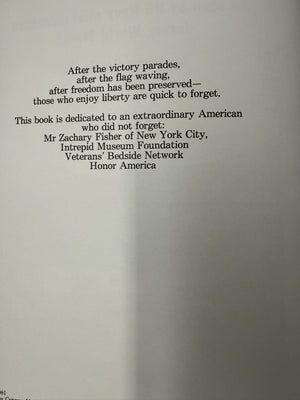 After the victory parades,
after the flag waving,
after freedom has been preserved—
those who enjoy liberty are quick to forget.
This book is dedicated to an extraordinary American
who did not forget:
Mr Zachary Fisher of New York City,
Intrepid Museum Foundation
Veterans' Bedside Network
Honor America